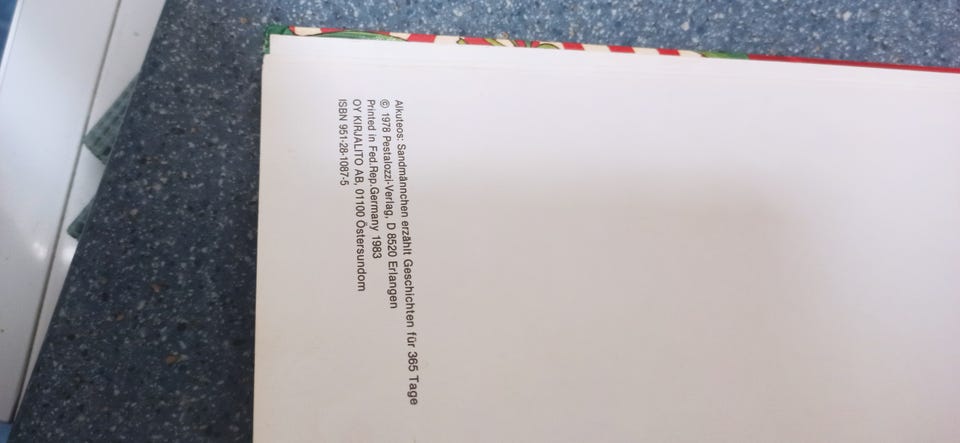 Alkuteos: Sandmännchen erzählt Geschichten für 365 Tage
© 1978 Pestalozzi-Verlag, D 8520 Erlangen
Printed in Fed.Rep.Germany 1983
OY KIRJALITO AB, 01100 Östersundom
ISBN 951-28-1087-5